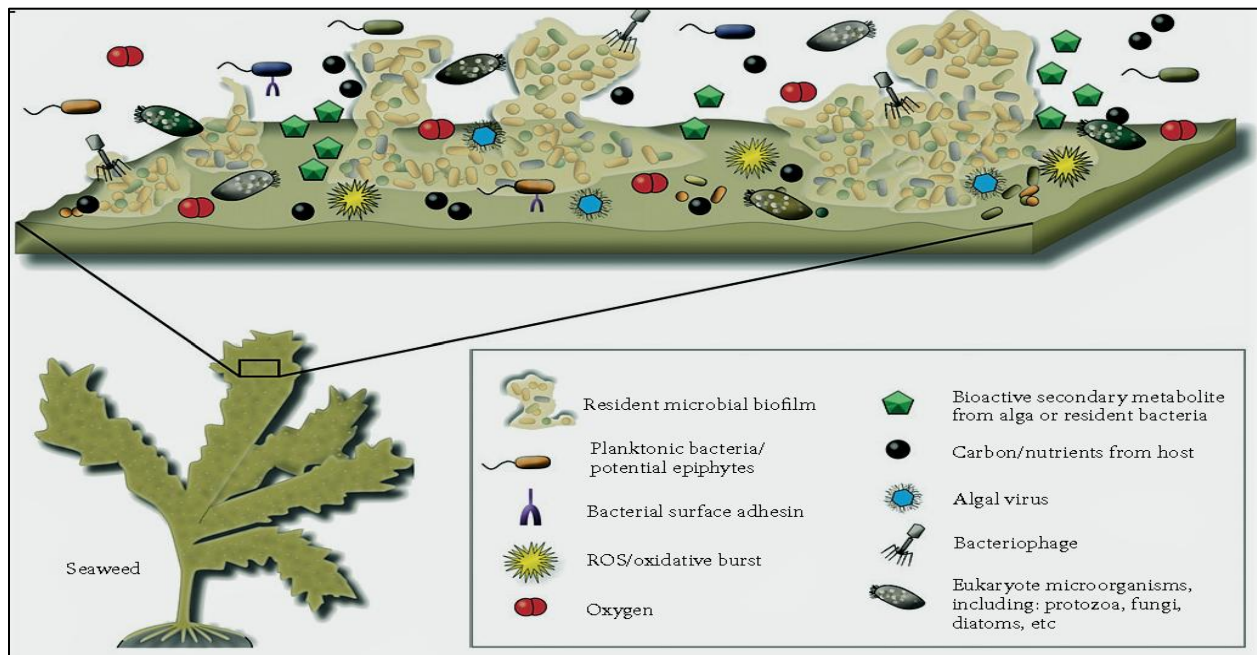 Seaweed
Resident microbial biofilm
Planktonic bacteria/
potential epiphytes
Bacterial surface adhesin
ROS/oxidative burst
Oxygen
Bioactive secondary metabolite
from alga or resident bacteria
Carbon/nutrients from host
Algal virus
Bacteriophage
Eukaryote microorganisms,
including: protozoa, fungi,
diatoms, etc